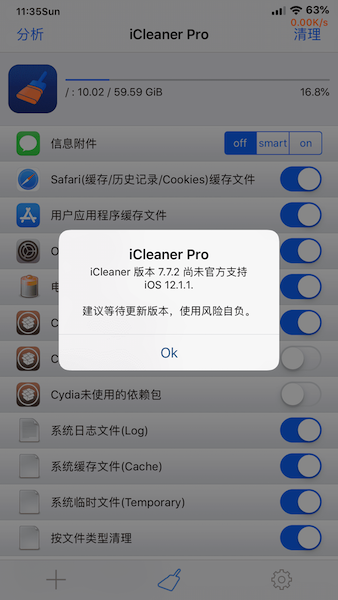 11:35Sun
63%
0.00K/s
分析
iCleaner Pro
清理
/ : 10.02 / 59.59 GiB
16.8%
信息附件
off
smart
on
Safari(缓存/历史记录/Cookies)缓存文件
用户应用程序缓存文件
O
iCleaner Pro
iCleaner 版本 7.7.2 尚未官方支持
iOS 12.1.1.
建议等待更新版本，使用风险自负。
Ok
电
C
C
Cydia未使用的依赖包
系统日志文件(Log)
系统缓存文件(Cache)
系统临时文件(Temporary)
按文件类型清理